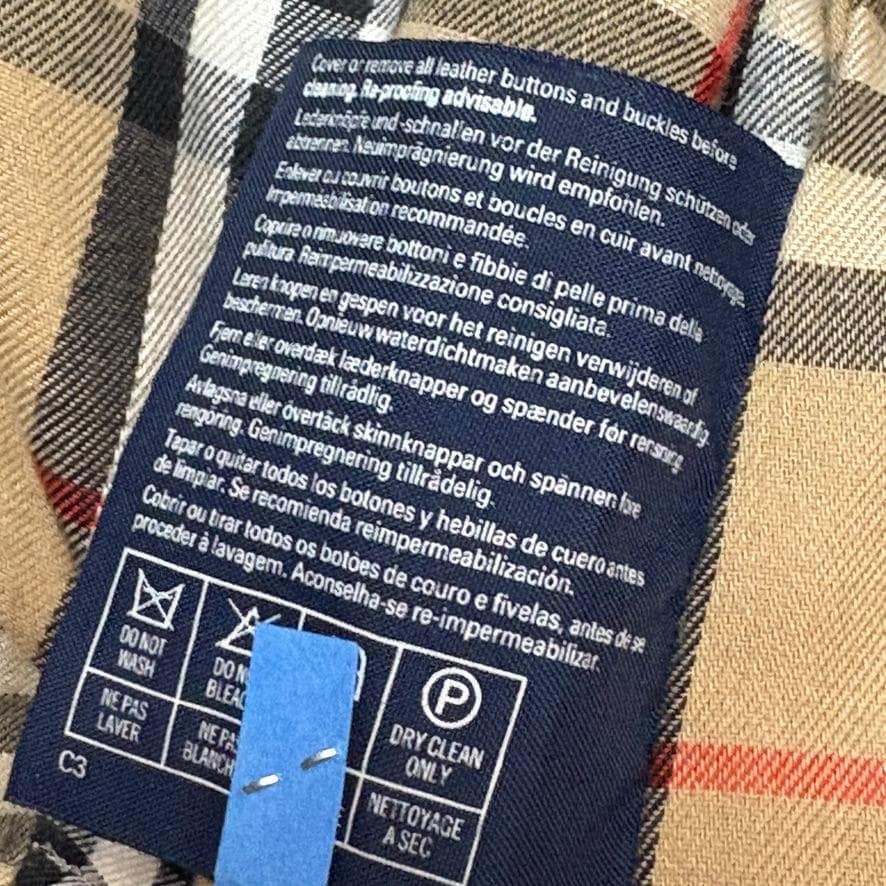 Cover or remove all leather buttons and buckles before
cleaning. Re-proofing advisable.
Lederknöpfe und -schnallen vor der Reinigung schützen oder
abtrennen. Neuimprägnierung wird empfohlen.
Enlever ou couvrir boutons et boucles en cuir avant nettoyage.
Impermeabilisation recommandée.
Coprire o rimuovere bottoni e fibbie di pelle prima della
pulitura. Reimpermeabilizzazione consigliata.
Leren knopen en gespen voor het reinigen verwijderen of
beschermen. Opnieuw waterdichtmaken aanbevelenswaardig.
Fjern eller overdæk læderknapper og spænder for rensning.
Genimpregnering tillrådlig.
Avlagsna eller övertäck skinnknappar och spännen före
rengöring. Genimpregnering tillrådelig.
Tapar o quitar todos los botones y hebillas de cuero antes
de limpiar. Se recomienda reimpermeabilización.
Cobrir ou tirar todos os botões de couro e fivelas, antes de se
proceder à lavagem. Aconselha-se re-impermeabilizar.
DO NOT
WASH
DO
P
DRY CLEAN
ONLY
NE PAS
LAVER
NE
NETTOYAGE
A SEC
C3